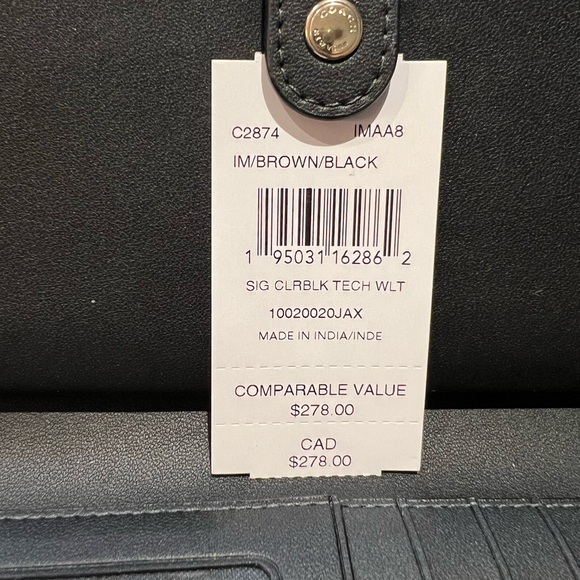 COACH
C2874 IMAA8
IM/BROWN/BLACK
1 95031 16286 2
SIG CLRBLK TECH WLT
10020020JAX
MADE IN INDIA/INDE
COMPARABLE VALUE
$278.00
CAD
$278.00